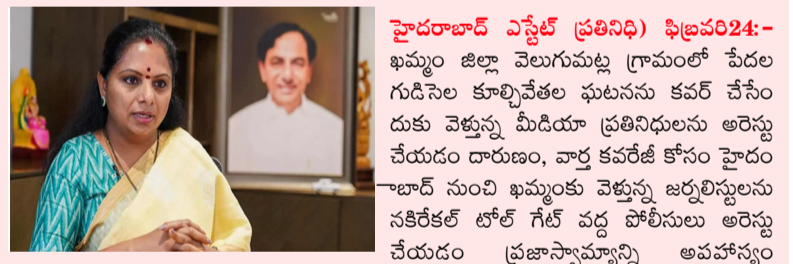 హైదరాబాద్ ఎస్టేట్ (ప్రతినిధి) ఫిబ్రవరి24:-
ఖమ్మం జిల్లా వెలుగుమట్ల గ్రామంలో పేదల
గుడిసెల కూల్చివేతల ఘటనను కవర్ చేసేం
దుకు వెళ్తున్న మీడియా ప్రతినిధులను అరెస్టు
చేయడం దారుణం, వార్త కవరేజీ కోసం హైదం
ాబాద్ నుంచి ఖమ్మంకు వెళ్తున్న జర్నలిస్టులను
నకిరేకల్ టోల్ గేట్ వద్ద పోలీసులు అరెస్టు
చేయడం ప్రజాస్వామ్యాన్ని అపహాస్యం